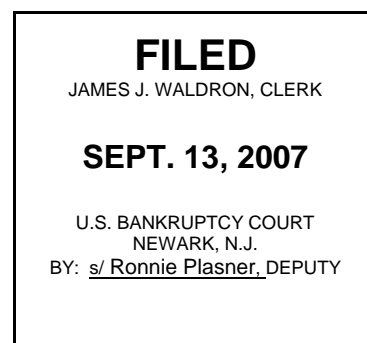 FILED
JAMES J. WALDRON, CLERK
SEPT. 13, 2007
U.S. BANKRUPTCY COURT
NEWARK, N.J.
BY: s/ Ronnie Plasner, DEPUTY